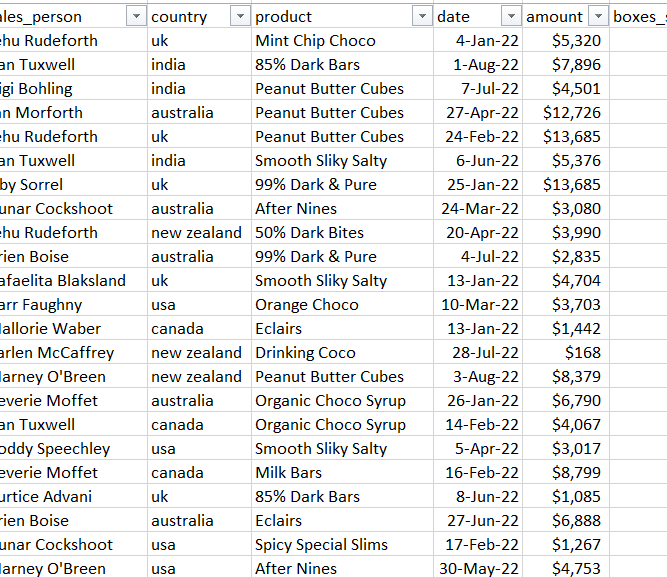 ales_person country product date amount boxes_s
ehu Rudeforth uk Mint Chip Choco 4-Jan-22 $5,320
an Tuxwell india 85% Dark Bars 1-Aug-22 $7,896
igi Bohling india Peanut Butter Cubes 7-Jul-22 $4,501
an Morforth australia Peanut Butter Cubes 27-Apr-22 $12,726
ehu Rudeforth uk Peanut Butter Cubes 24-Feb-22 $13,685
an Tuxwell india Smooth Sliky Salty 6-Jun-22 $5,376
by Sorrel uk 99% Dark & Pure 25-Jan-22 $13,685
unar Cockshoot australia After Nines 24-Mar-22 $3,080
ehu Rudeforth new zealand 50% Dark Bites 20-Apr-22 $3,990
rien Boise australia 99% Dark & Pure 4-Jul-22 $2,835
afaelita Blaksland uk Smooth Sliky Salty 13-Jan-22 $4,704
arr Faughny usa Orange Choco 10-Mar-22 $3,703
allorie Waber canada Eclairs 13-Jan-22 $1,442
arlen McCaffrey new zealand Drinking Coco 28-Jul-22 $168
arney O'Breen new zealand Peanut Butter Cubes 3-Aug-22 $8,379
everie Moffet australia Organic Choco Syrup 26-Jan-22 $6,790
an Tuxwell canada Organic Choco Syrup 14-Feb-22 $4,067
oddy Speechley usa Smooth Sliky Salty 5-Apr-22 $3,017
everie Moffet canada Milk Bars 16-Feb-22 $8,799
urtice Advani uk 85% Dark Bars 8-Jun-22 $1,085
rien Boise australia Eclairs 27-Jun-22 $6,888
unar Cockshoot usa Spicy Special Slims 17-Feb-22 $1,267
arney O'Breen usa After Nines 30-May-22 $4,753